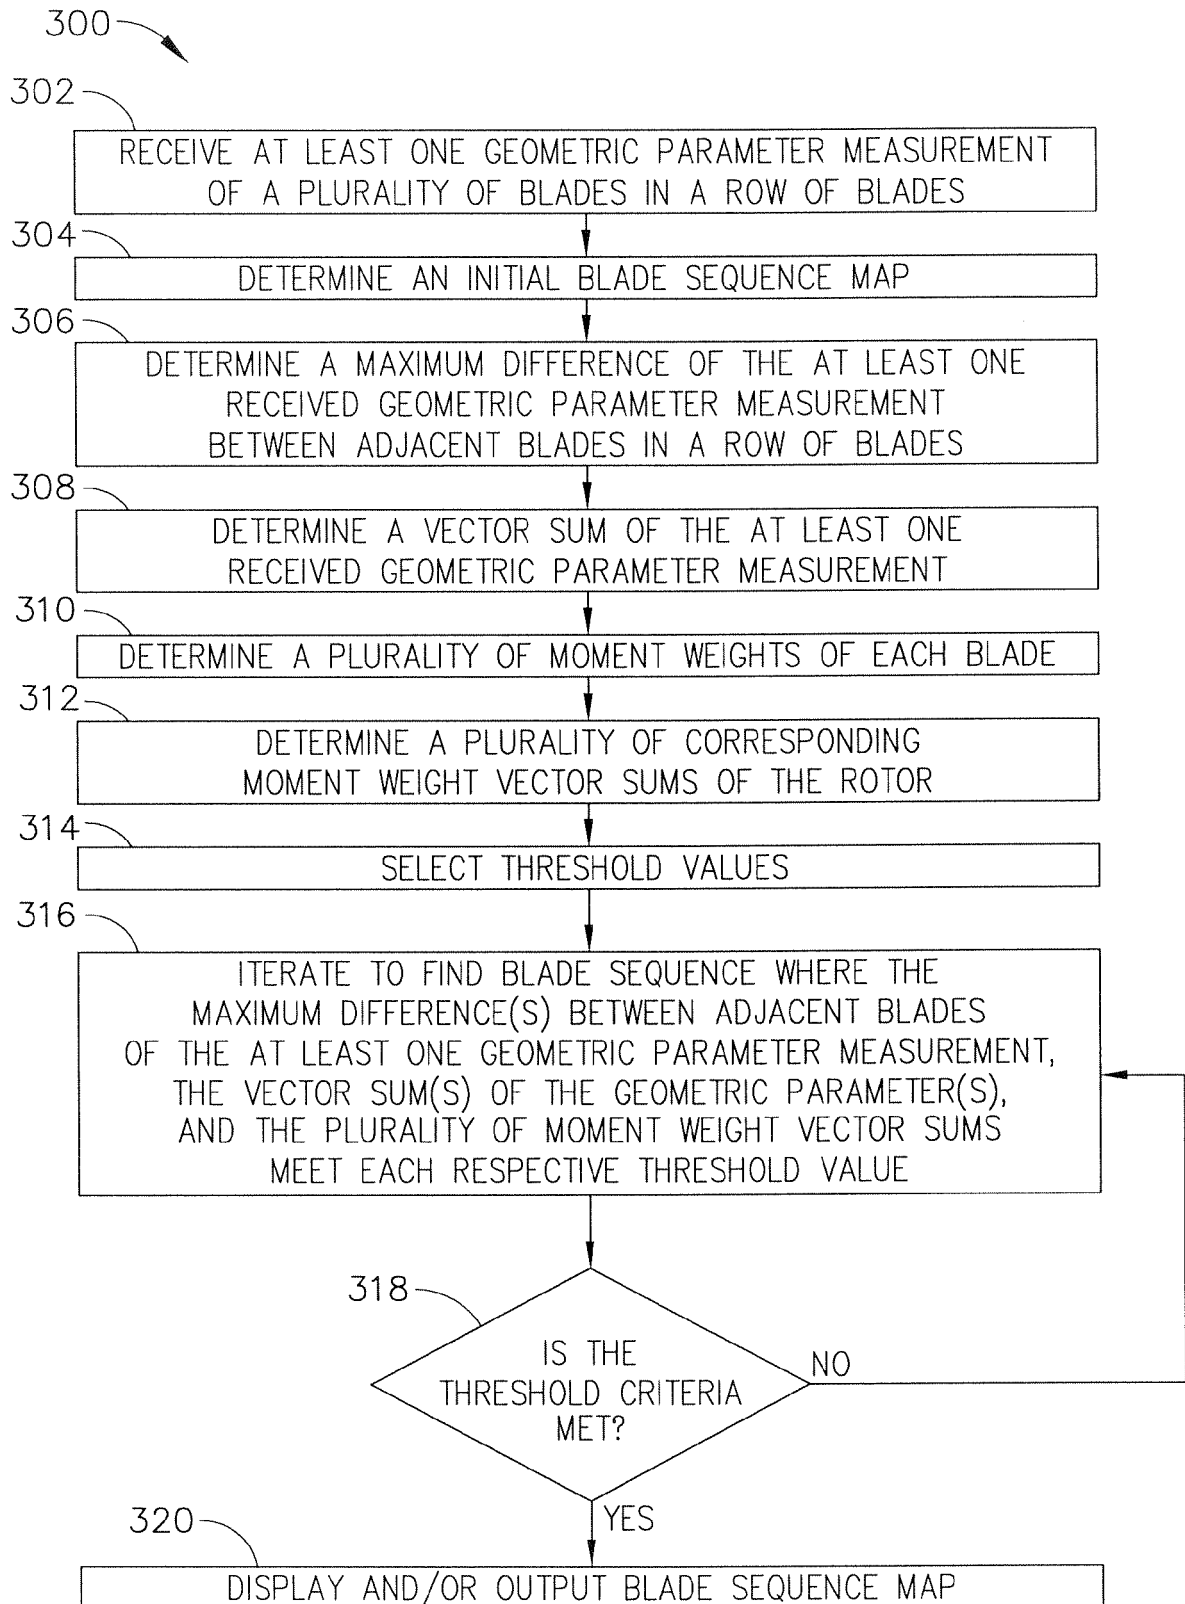 300
302
RECEIVE AT LEAST ONE GEOMETRIC PARAMETER MEASUREMENT
OF A PLURALITY OF BLADES IN A ROW OF BLADES
304
DETERMINE AN INITIAL BLADE SEQUENCE MAP
306
DETERMINE A MAXIMUM DIFFERENCE OF THE AT LEAST ONE
RECEIVED GEOMETRIC PARAMETER MEASUREMENT
BETWEEN ADJACENT BLADES IN A ROW OF BLADES
308
DETERMINE A VECTOR SUM OF THE AT LEAST ONE
RECEIVED GEOMETRIC PARAMETER MEASUREMENT
310
DETERMINE A PLURALITY OF MOMENT WEIGHTS OF EACH BLADE
312
DETERMINE A PLURALITY OF CORRESPONDING
MOMENT WEIGHT VECTOR SUMS OF THE ROTOR
314
SELECT THRESHOLD VALUES
316
ITERATE TO FIND BLADE SEQUENCE WHERE THE
MAXIMUM DIFFERENCE(S) BETWEEN ADJACENT BLADES
OF THE AT LEAST ONE GEOMETRIC PARAMETER MEASUREMENT,
THE VECTOR SUM(S) OF THE GEOMETRIC PARAMETER(S),
AND THE PLURALITY OF MOMENT WEIGHT VECTOR SUMS
MEET EACH RESPECTIVE THRESHOLD VALUE
318
IS THE
THRESHOLD CRITERIA
MET?
NO
YES
320
DISPLAY AND/OR OUTPUT BLADE SEQUENCE MAP